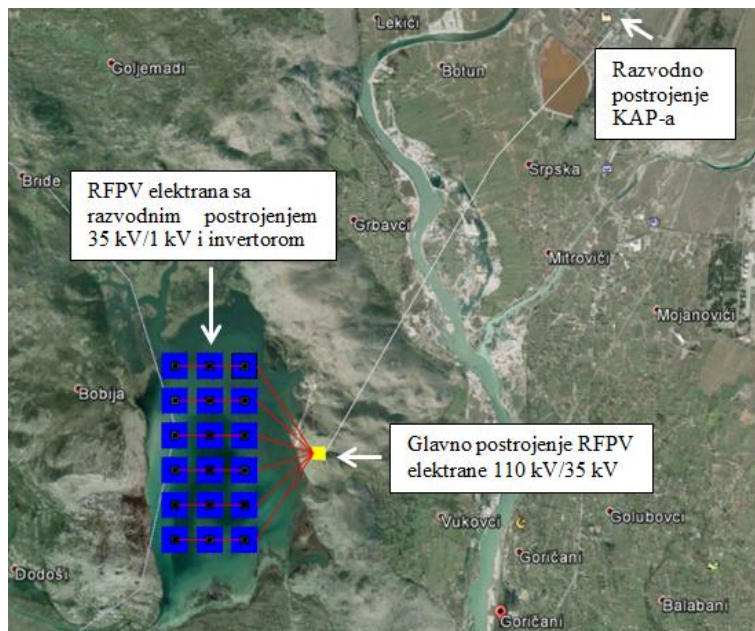 Lekići
Goljemadi
Botun
Razvodno
postrojenje
KAP-a
Bride
Srpska
RFPV elektrana sa
razvodnim postrojenjem
35 kV/1 kV i invertorom
Grbavci
Mitrovići
Mojanovići
Bobija
Glavno postrojenje RFPV
elektrane 110 kV/35 kV
Vukovci
Golubovci
Goričani
Dodoši
Balabani
Goričani